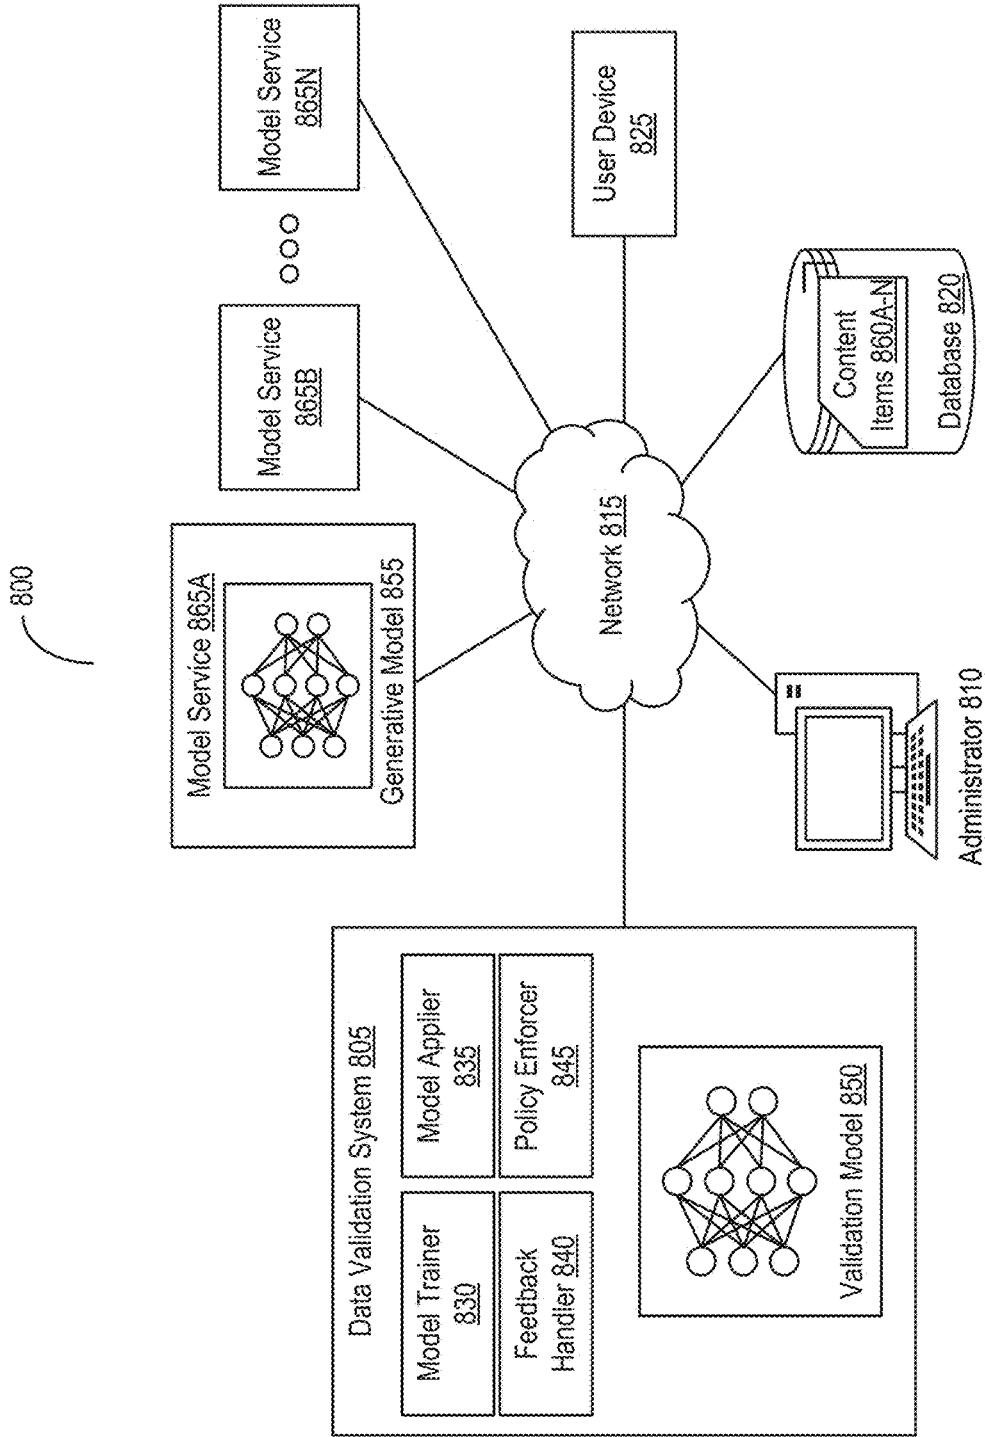 800
Data Validation System 805
Model Trainer
830
Model Applier
835
Feedback
Handler 840
Policy Enforcer
845
Validation Model 850
Model Service 865A
Generative Model 855
Model Service
865B
Model Service
865N
Network 815
User Device
825
Administrator 810
Content
Items 860A-N
Database 820